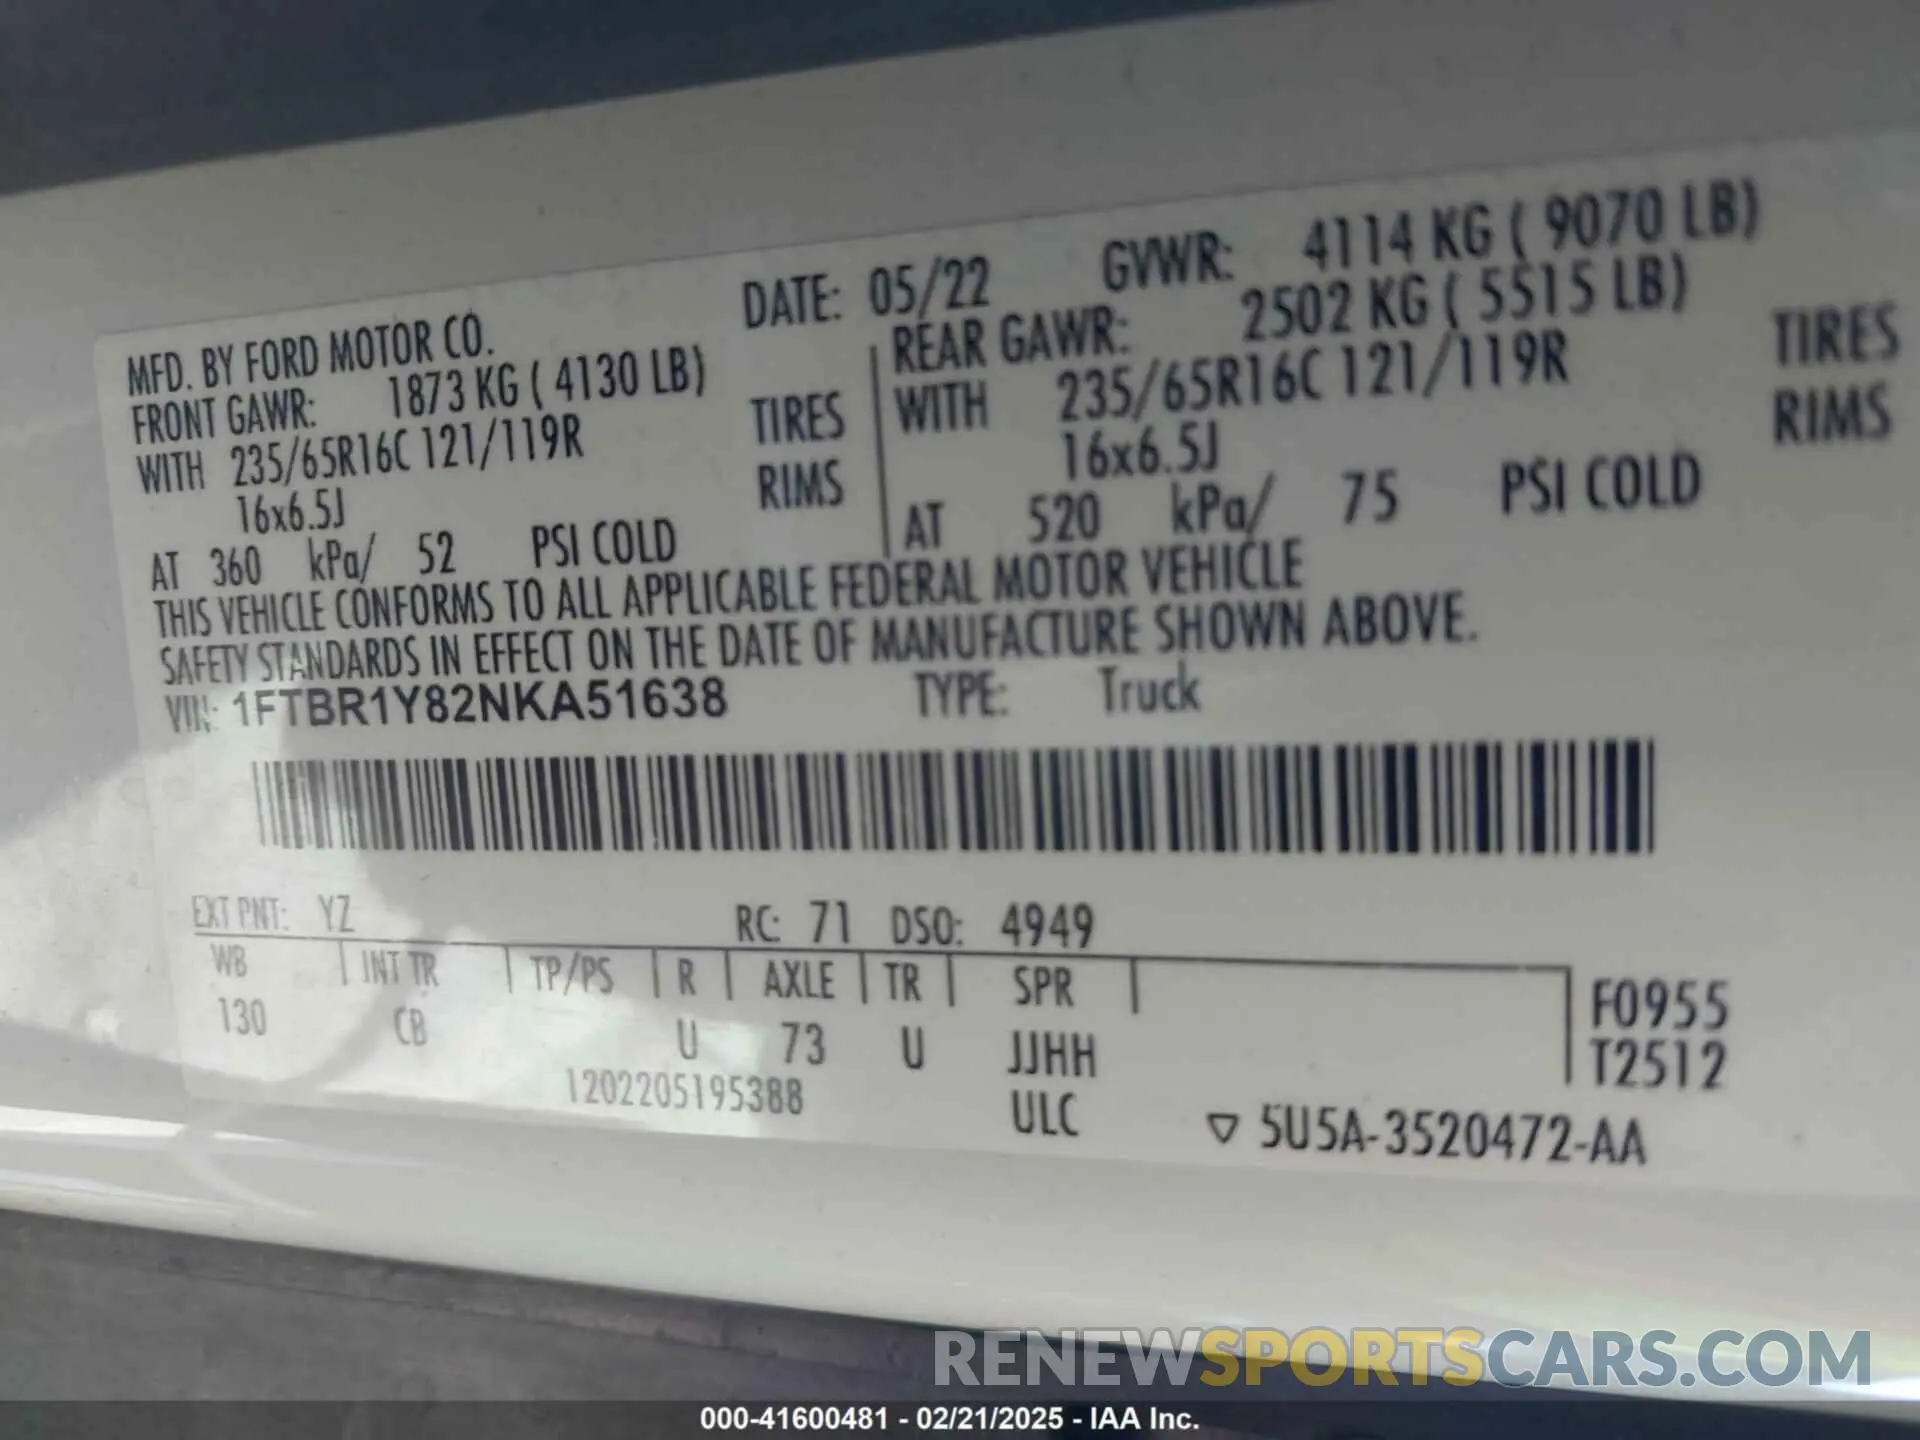 MFD. BY FORD MOTOR CO. DATE: 05/22 GVWR: 4114 KG ( 9070 LB)
FRONT GAWR: 1873 KG ( 4130 LB) REAR GAWR: 2502 KG ( 5515 LB)
WITH 235/65R16C 121/119R TIRES WITH 235/65R16C 121/119R TIRES
16x6.5J RIMS 16x6.5J RIMS
AT 360 kPa/ 52 PSI COLD AT 520 kPa/ 75 PSI COLD
THIS VEHICLE CONFORMS TO ALL APPLICABLE FEDERAL MOTOR VEHICLE
SAFETY STANDARDS IN EFFECT ON THE DATE OF MANUFACTURE SHOWN ABOVE.
VIN: 1FTBR1Y82NKA51638 TYPE: Truck
EXT PNT: YZ RC: 71 DSO: 4949
WB INT TR TP/PS R AXLE TR SPR F0955
130 CB U 73 U JJHH T2512
1202205195388 ULC ▽ 5U5A-3520472-AA
RENEWSPORTSCARS.COM
000-41600481 - 02/21/2025 - IAA Inc.